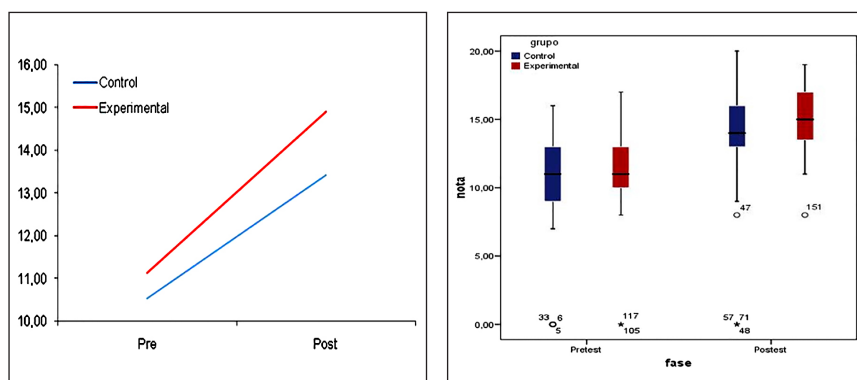 16,00
15,00
14,00
13,00
12,00
11,00
10,00
Control
Experimental
Pre
Post
grupo
Control
Experimental
20,00
15,00
10,00
5,00
0,00
nota
47
151
33 6
5
117
105
57 71
48
Pretest
Postest
fase